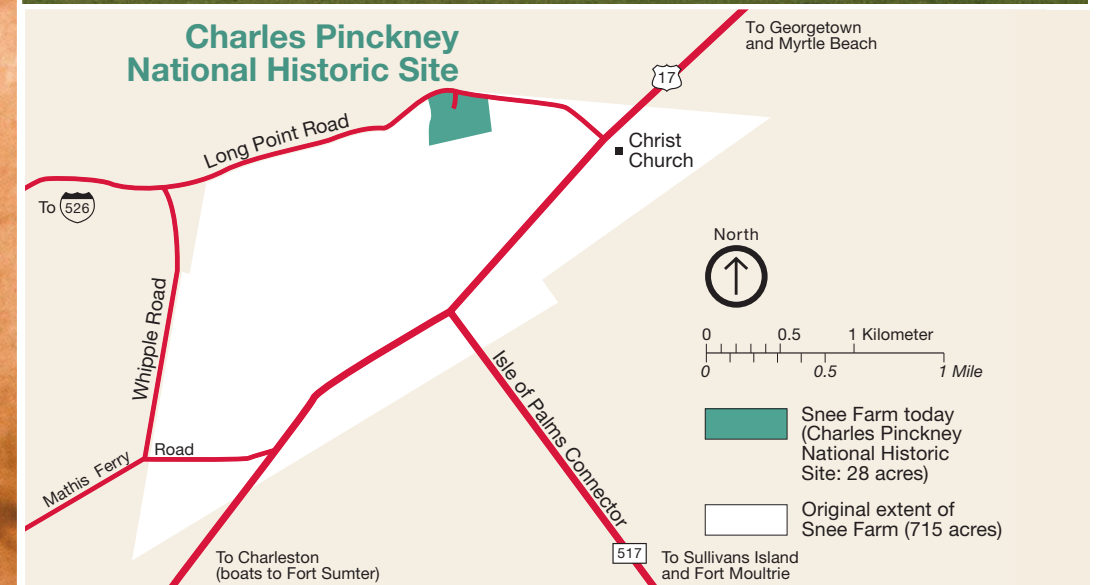 Charles Pinckney
National Historic Site
To Georgetown
and Myrtle Beach
17
Long Point Road
Christ
Church
To 526
North
Whipple Road
0 0.5 1 Kilometer
0 0.5 1 Mile
Isle of Palms Connector
Snee Farm today
(Charles Pinckney
National Historic
Site: 28 acres)
Mathis Ferry Road
Original extent of
Snee Farm (715 acres)
To Charleston
(boats to Fort Sumter)
517
To Sullivans Island
and Fort Moultrie